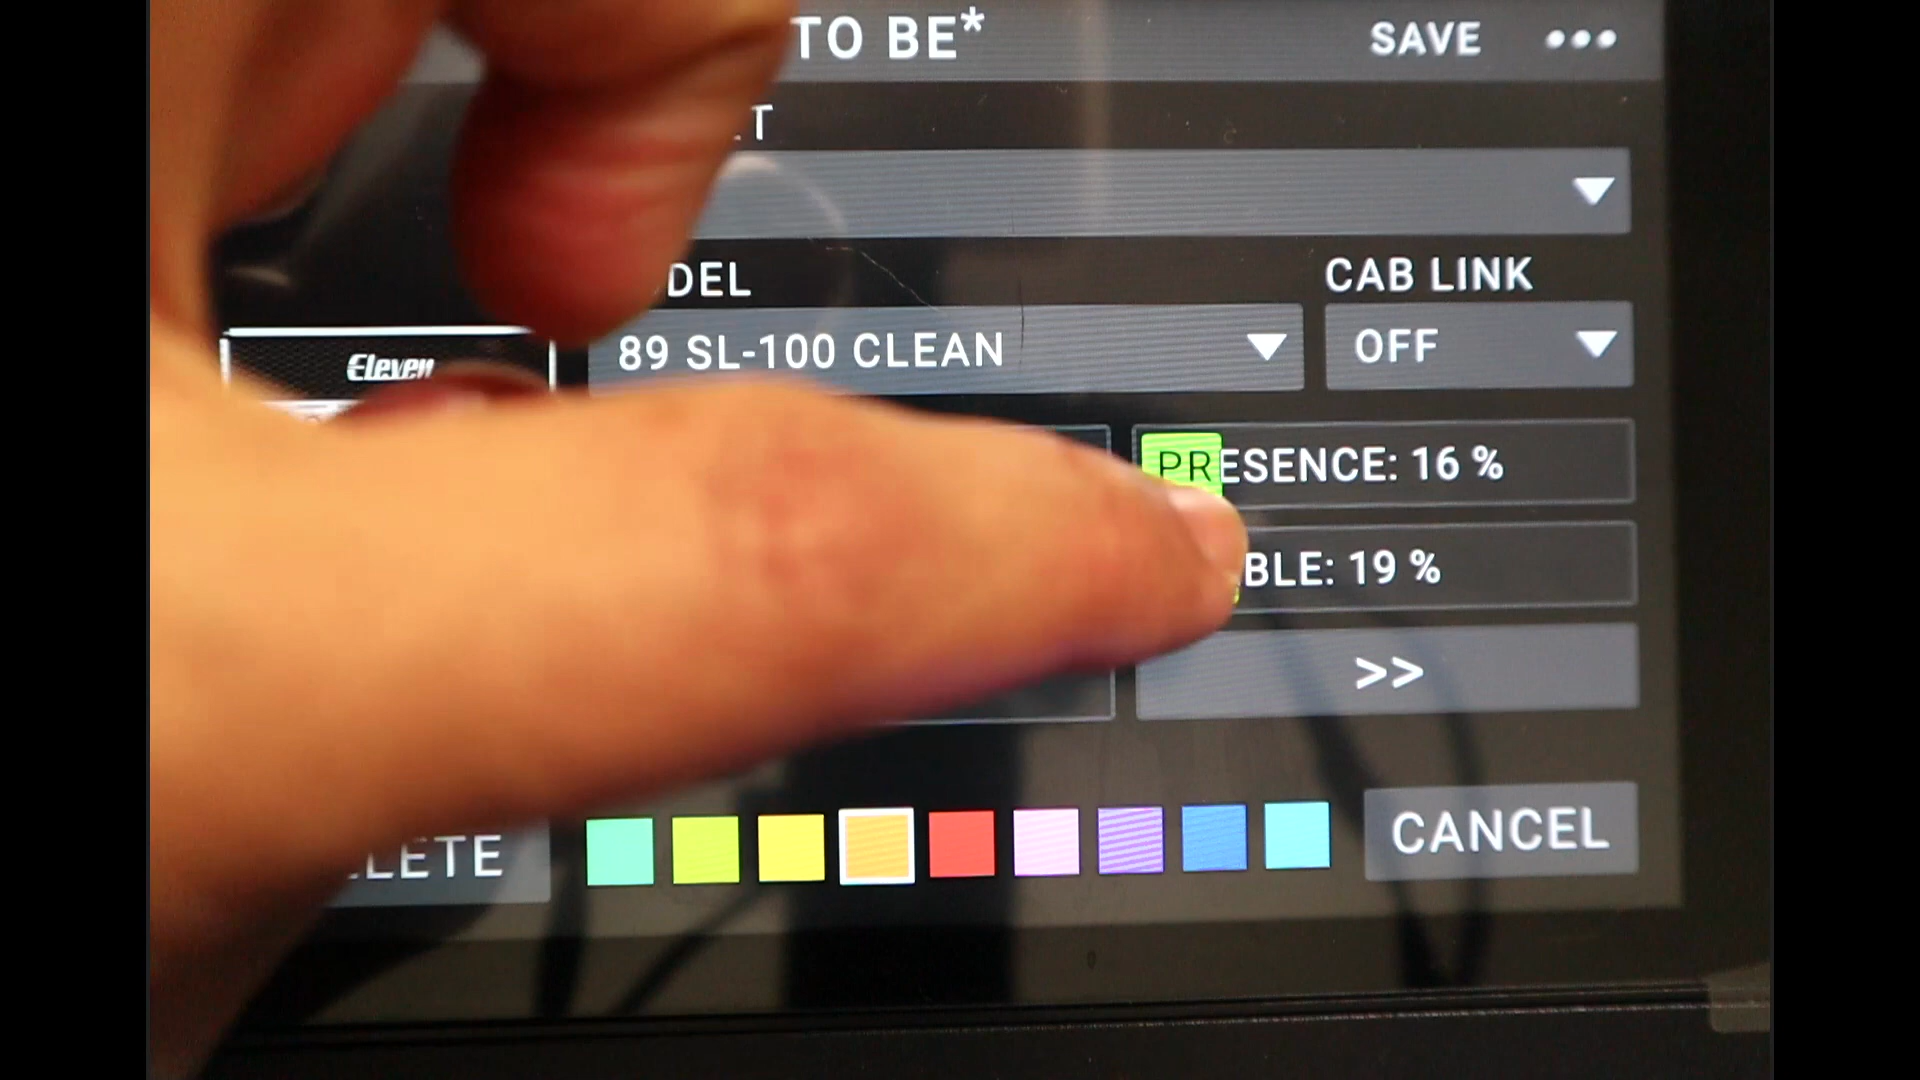 TO BE*
SAVE
T
DEL
CAB LINK
89 SL-100 CLEAN
OFF
Eleven
PRESENCE: 16 %
BLE: 19 %
>>
LETE
CANCEL